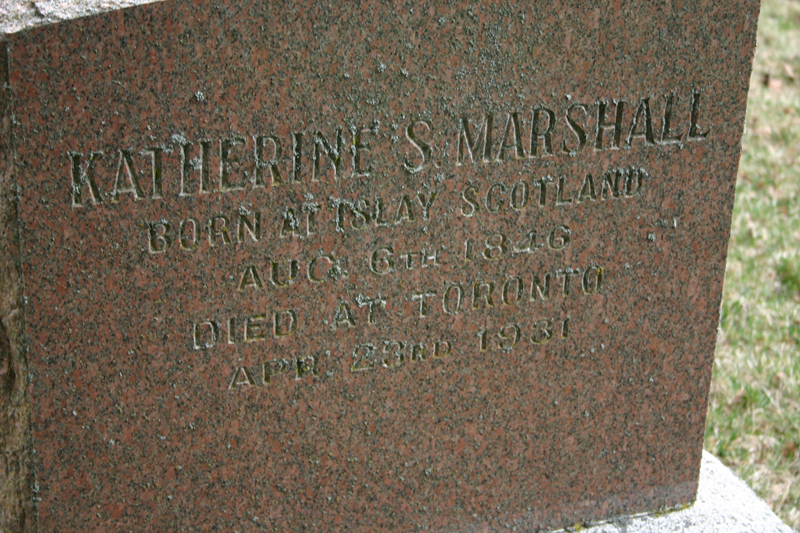 KATHERINE S. MARSHALL
BORN AT ISLAY SCOTLAND
AUG. 6TH 1846
DIED AT TORONTO
APR. 23RD 1931